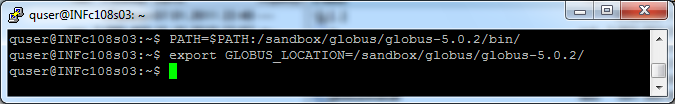 quser@INFc108s03: ~
quser@INFc108s03:~$ PATH=$PATH:/sandbox/globus/globus-5.0.2/bin/
quser@INFc108s03:~$ export GLOBUS_LOCATION=/sandbox/globus/globus-5.0.2/
quser@INFc108s03:~$